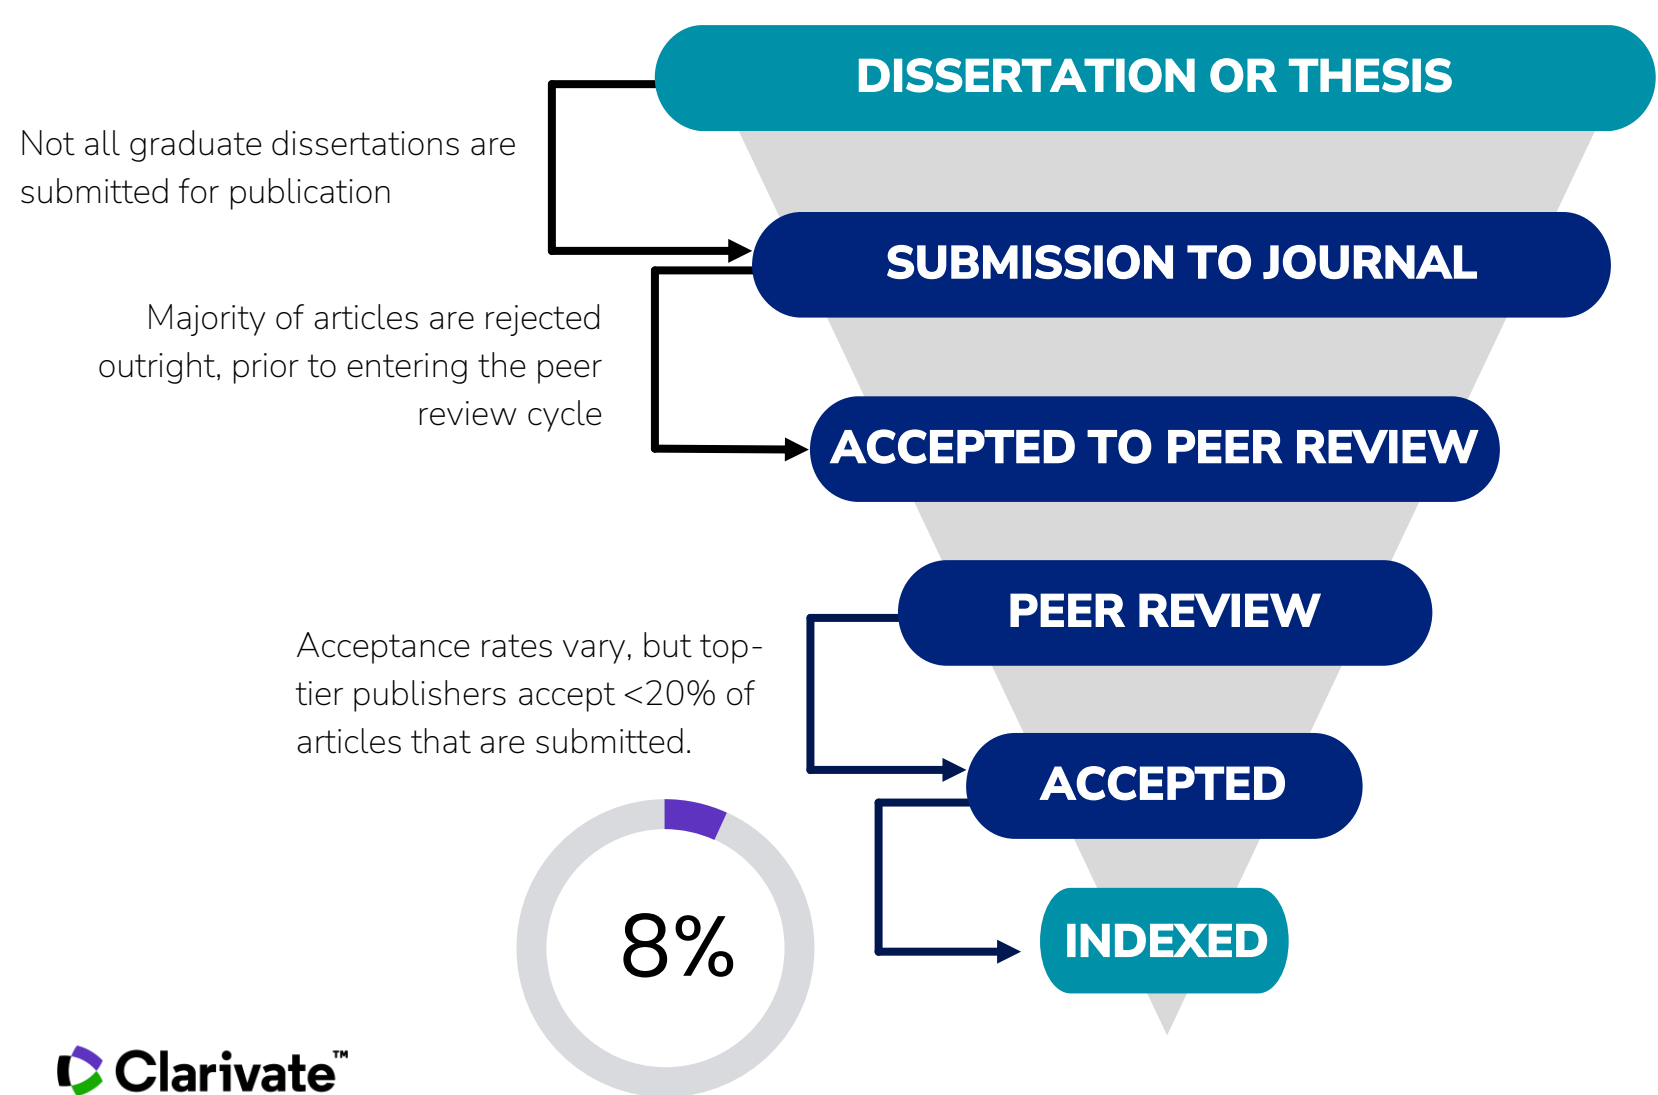 DISSERTATION OR THESIS
Not all graduate dissertations are
submitted for publication
SUBMISSION TO JOURNAL
Majority of articles are rejected
outright, prior to entering the peer
review cycle
ACCEPTED TO PEER REVIEW
PEER REVIEW
Acceptance rates vary, but top-
tier publishers accept <20% of
articles that are submitted.
ACCEPTED
8%
INDEXED
Clarivate™